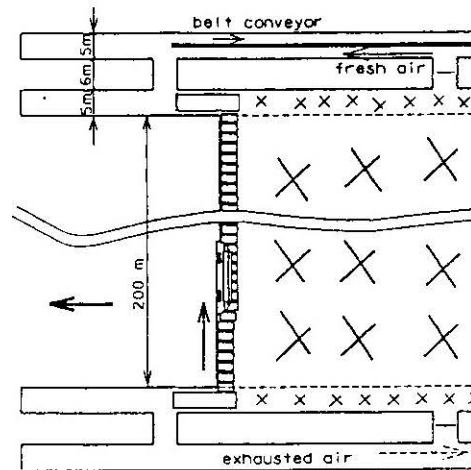 belt conveyor
fresh air
5m
6m
5m
200 m
exhausted air